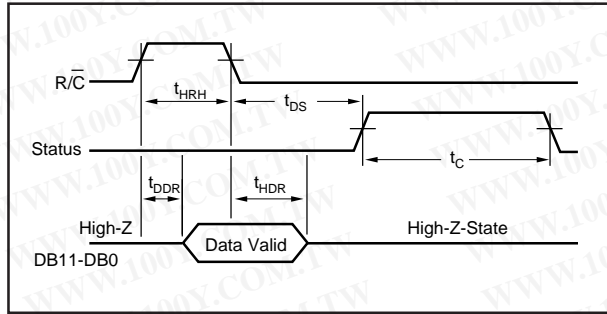 R/C̅
tHRH
tDS
Status
tC
tDDR
tHDR
High-Z
Data Valid
High-Z-State
DB11-DB0
WWW.100Y.COM.TW